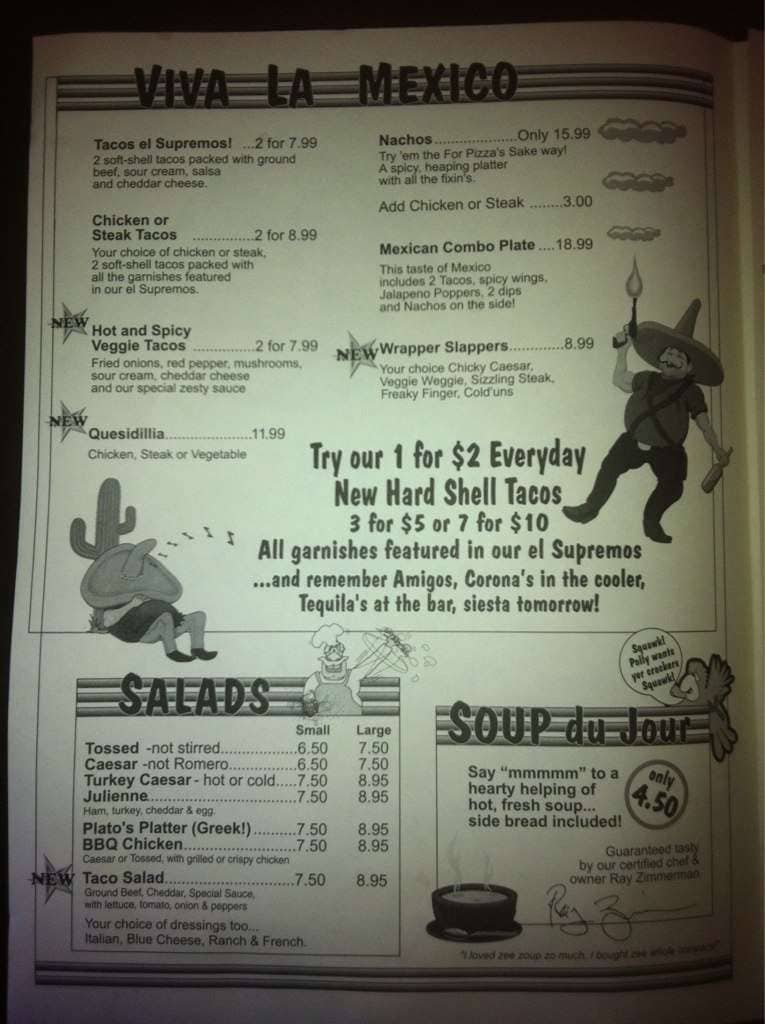 VIVA LA MEXICO
Tacos el Supremos! ...2 for 7.99
2 soft-shell tacos packed with ground
beef, sour cream, salsa
and cheddar cheese.
Chicken or
Steak Tacos ...............2 for 8.99
Your choice of chicken or steak,
2 soft-shell tacos packed with
all the garnishes featured
in our el Supremos.
NEW
Hot and Spicy
Veggie Tacos ...............2 for 7.99
Fried onions, red pepper, mushrooms,
sour cream, cheddar cheese
and our special zesty sauce
NEW
Quesidillia.....................11.99
Chicken, Steak or Vegetable
Nachos....................Only 15.99
Try 'em the For Pizza's Sake way!
A spicy, heaping platter
with all the fixin's.
Add Chicken or Steak ........3.00
Mexican Combo Plate ....18.99
This taste of Mexico
includes 2 Tacos, spicy wings,
Jalapeno Poppers, 2 dips
and Nachos on the side!
NEW
Wrapper Slappers.............8.99
Your choice Chicky Caesar,
Veggie Weggie, Sizzling Steak,
Freaky Finger, Cold'uns
Try our 1 for $2 Everyday
New Hard Shell Tacos
3 for $5 or 7 for $10
All garnishes featured in our el Supremos
...and remember Amigos, Corona's in the cooler,
Tequila's at the bar, siesta tomorrow!
SALADS
Small Large
Tossed -not stirred..................6.50 7.50
Caesar -not Romero................6.50 7.50
Turkey Caesar - hot or cold.....7.50 8.95
Julienne...................................7.50 8.95
Ham, turkey, cheddar & egg.
Plato's Platter (Greek!)..........7.50 8.95
BBQ Chicken..........................7.50 8.95
Caesar or Tossed, with grilled or crispy chicken
NEW
Taco Salad.............................7.50 8.95
Ground Beef, Cheddar, Special Sauce,
with lettuce, tomato, onion & peppers
Your choice of dressings too...
Italian, Blue Cheese, Ranch & French.
Squawk!
Polly wants
yer crackers
Squawk!
SOUP du Jour
Say "mmmmm" to a
hearty helping of
hot, fresh soup...
side bread included!
only
4.50
Guaranteed tasty
by our certified chef &
owner Ray Zimmerman
"I loved zee zoup zo much, I bought zee whole company!"